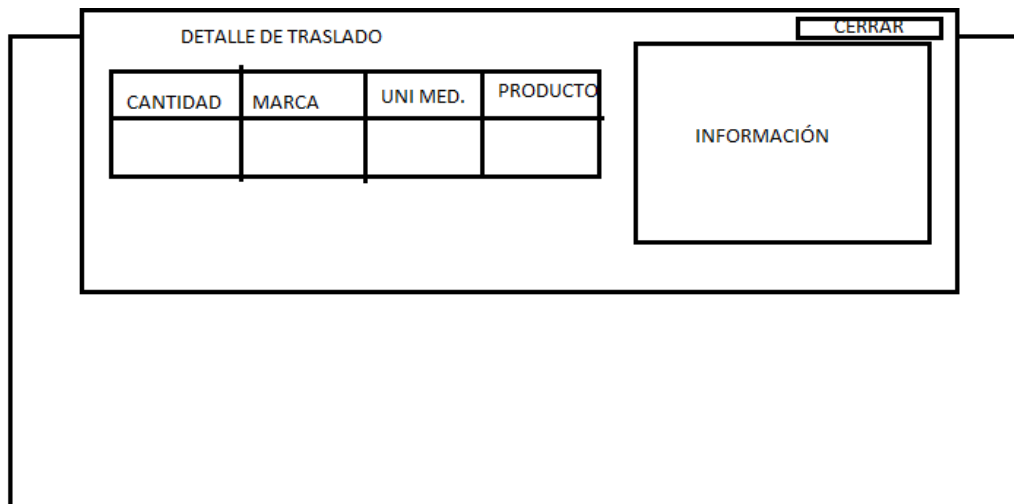 CERRAR
DETALLE DE TRASLADO
CANTIDAD MARCA UNI MED. PRODUCTO
INFORMACIÓN